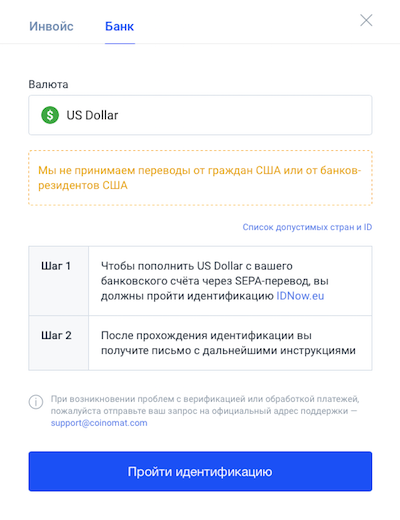 Инвойс Банк
Валюта
US Dollar
Мы не принимаем переводы от граждан США или от банков-
резидентов США
Список допустимых стран и ID
Шаг 1
Чтобы пополнить US Dollar с вашего
банковского счёта через SEPA-перевод, вы
должны пройти идентификацию IDNow.eu
Шаг 2
После прохождения идентификации вы
получите письмо с дальнейшими инструкциями
При возникновении проблем с верификацией или обработкой платежей,
пожалуйста отправьте ваш запрос на официальный адрес поддержки —
support@coinomat.com
Пройти идентификацию